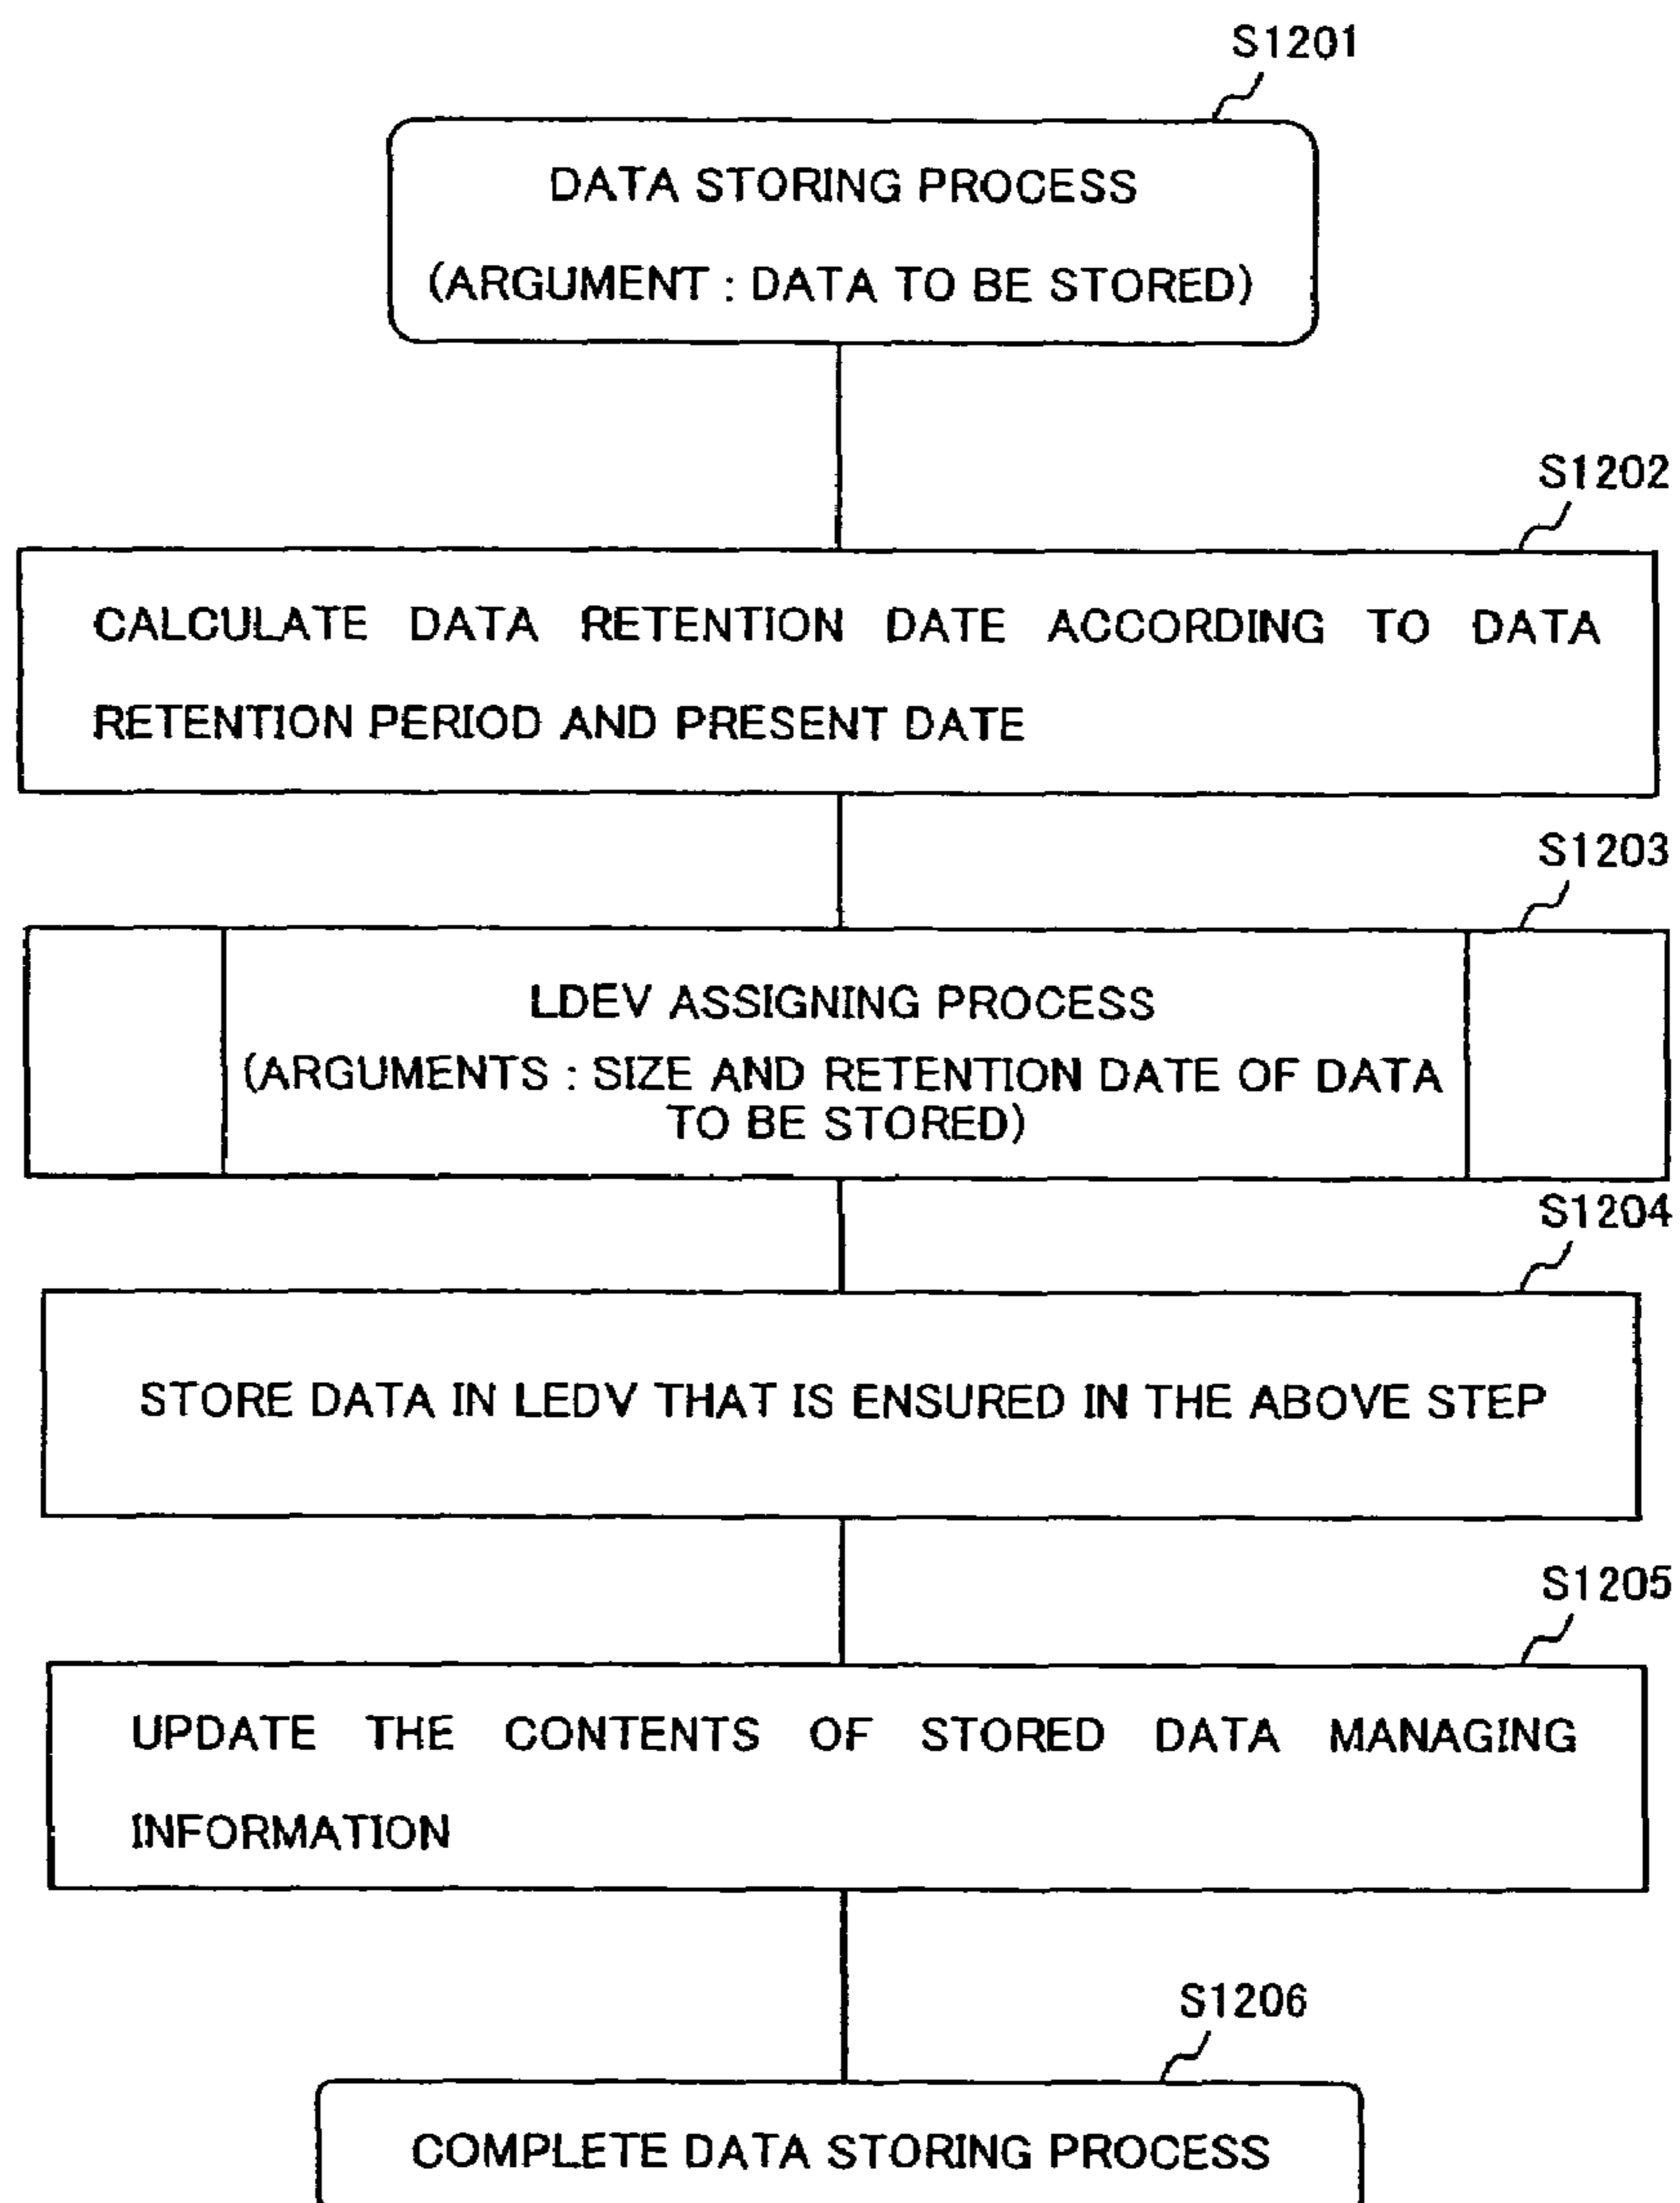 S1201
DATA STORING PROCESS
(ARGUMENT : DATA TO BE STORED)
S1202
CALCULATE DATA RETENTION DATE ACCORDING TO DATA
RETENTION PERIOD AND PRESENT DATE
S1203
LDEV ASSIGNING PROCESS
(ARGUMENTS : SIZE AND RETENTION DATE OF DATA
TO BE STORED)
S1204
STORE DATA IN LEDV THAT IS ENSURED IN THE ABOVE STEP
S1205
UPDATE THE CONTENTS OF STORED DATA MANAGING
INFORMATION
S1206
COMPLETE DATA STORING PROCESS